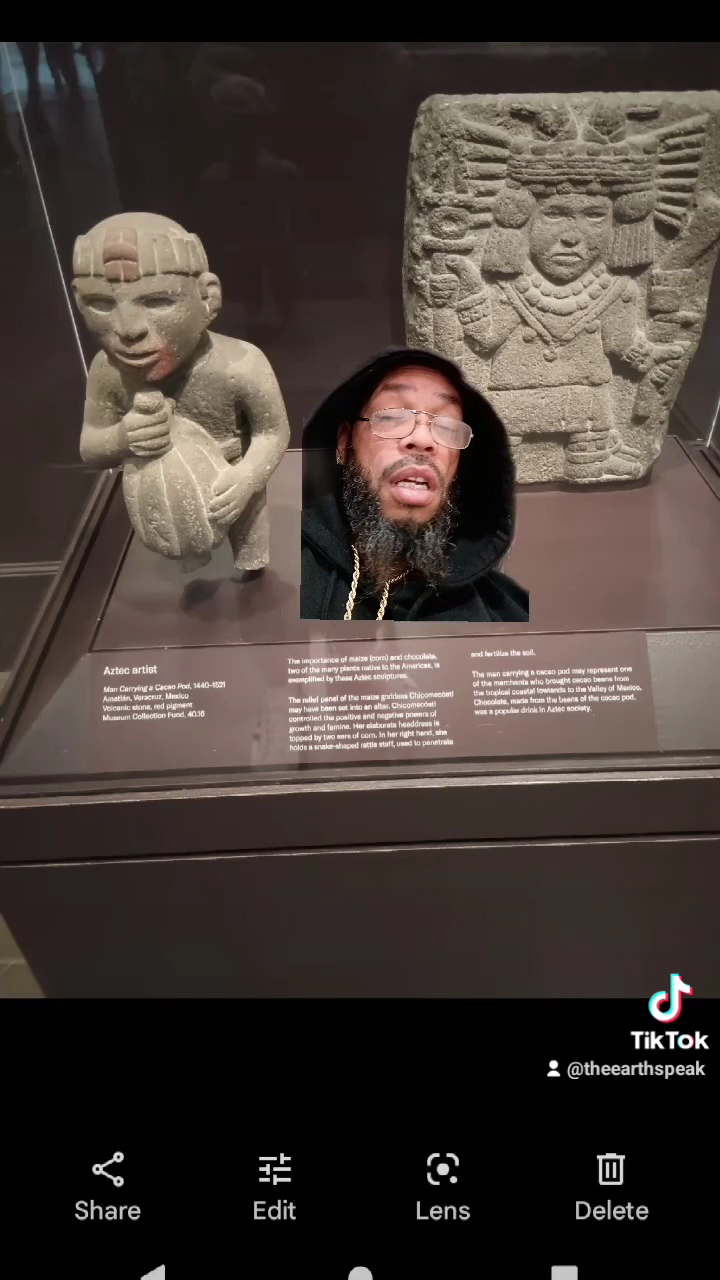 Aztec artist
Man Carrying a Cacao Pod, 1440–1521
Amatlán, Veracruz, Mexico
Volcanic stone, red pigment
Museum Collection Fund, 40.16
The importance of maize (corn) and chocolate,
two of the many plants native to the Americas, is
exemplified by these Aztec sculptures.
The relief panel of the maize goddess Chicomecóatl
may have been set into an altar. Chicomecóatl
controlled the positive and negative powers of
growth and famine. Her elaborate headdress is
topped by two ears of corn. In her right hand, she
holds a snake-shaped rattle staff, used to penetrate
and fertilize the soil.
The man carrying a cacao pod may represent one
of the merchants who brought cacao beans from
the tropical coastal lowlands to the Valley of Mexico.
Chocolate, made from the beans of the cacao pod,
was a popular drink in Aztec society.
TikTok
@theearthspeak
Share
Edit
Lens
Delete